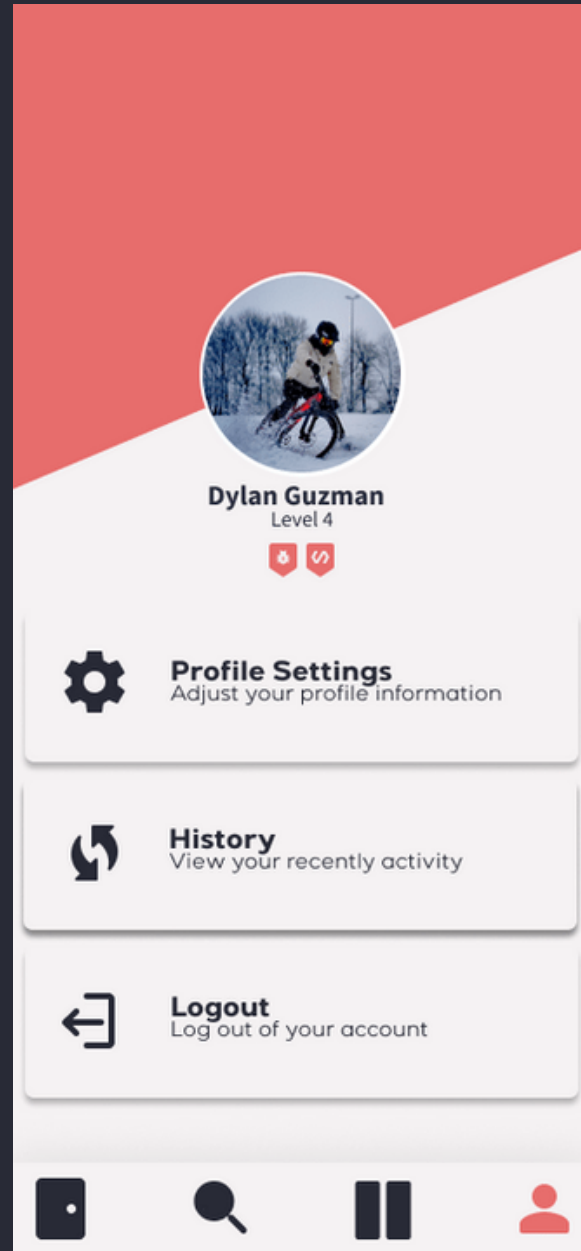 Dylan Guzman
Level 4
Profile Settings
Adjust your profile information
History
View your recently activity
Logout
Log out of your account